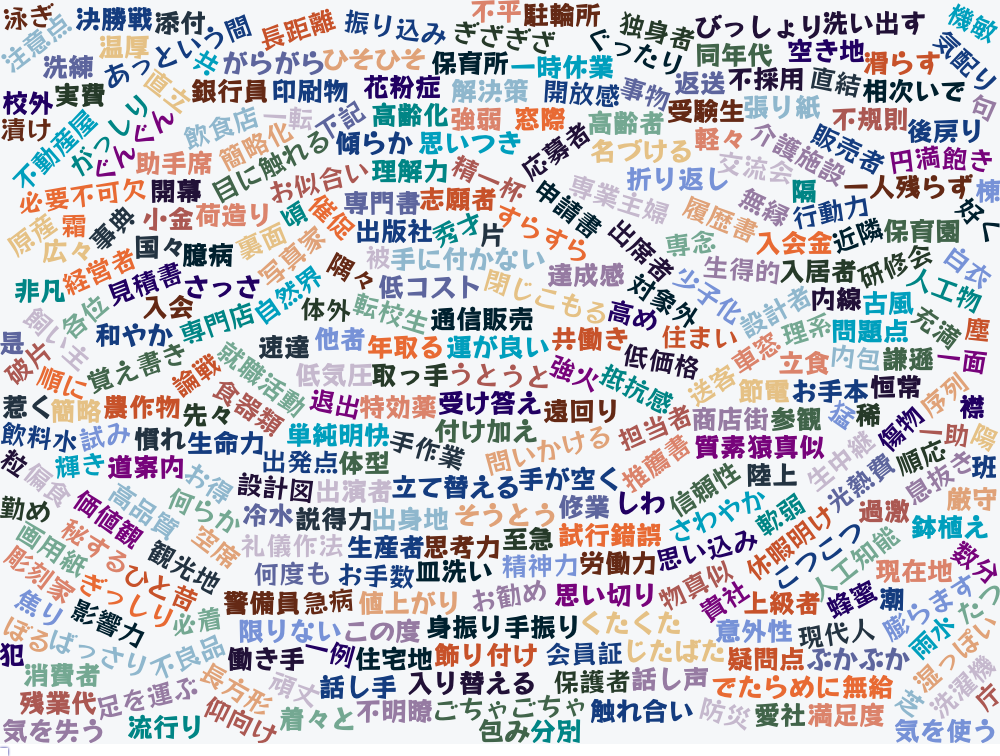 泳ぎ
決勝戦
添付
あっという間
長距離
振り込み
ぎざぎざ
不平
駐輪所
ぐったり
独身者
びっしょり
洗い出す
機敏
注意点
洗練
温厚
共
がらがら
ひそひそ
保育所
一時休業
同年代
空き地
滑らす
気配り
校外
実費
直立
銀行員
印刷物
花粉症
解決策
開放感
事物
返送
不採用
直結
相次いで
句
漬け
不動産屋
がっしり
ぐんぐん
飲食店
一転
下記
高齢化
強弱
窓際
高齢者
受験生
張り紙
不規則
後戻り
助手席
簡略化
目に触れる
傾らか
思いつき
応募者
名づける
軽々
介護施設
販売者
円満
飽き
必要不可欠
開幕
お似合い
理解力
精一杯
専業主婦
折り返し
交流会
隔
一人残らず
棟
原産
霜
広々
事典
小金
荷造り
頃
催促
専門書
志願者
申請書
履歴書
無縁
行動力
好く
国々
臆病
裏面
写真家
出版社
秀才
片
すらすら
出席者
専念
入会金
近隣
保育園
非凡
経営者
見積書
さっさ
隅々
被
手に付かない
達成感
少子化
生得的
入居者
研修会
白衣
人工物
各位
入会
専門店
自然界
低コスト
閉じこもる
対象外
設計者
内線
古風
充満
飼い主
和やか
体外
転校生
通信販売
高め
是
破片
順に
覚え書き
速達
他者
年取る
運が良い
共働き
住まい
車窓
理系
問題点
塵
論戦
就職活動
低気圧
取っ手
うとうと
強火
抵抗感
低価格
送客
立食
内包
謙遜
一面
惹く
簡略
農作物
先々
食器類
退出
特効薬
受け答え
遠回り
節電
お手本
恒常
序列
襟
飲料水
試み
慣れ
生命力
単純明快
手作業
付け加え
問いかける
担当者
商店街
参観
猛
稀
傷物
一助
陽
粒
輝き
道案内
お得
出発点
体型
推薦書
質素
猿真似
生中継
順応
息抜き
班
偏食
価値観
高品質
何らか
設計図
出演者
立て替える
手が空く
信頼性
陸上
光熱費
厳守
勤め
空席
冷水
説得力
出身地
そうとう
修業
しわ
さわやか
軟弱
過激
鉢植え
画用紙
秘する
観光地
礼儀作法
生産者
思考力
至急
試行錯誤
思い込み
休暇明け
こつこつ
数分
彫刻家
ぎっしり
ひと苗
何度も
お手数
皿洗い
精神力
労働力
物真似
人工知能
現在地
焦り
影響力
必着
警備員
急病
値上がり
お勧め
思い切り
貴社
上級者
蜂蜜
潮
膨らます
たつ
ぼる
ばっさり
不良品
限りない
この度
身振り手振り
くたくた
意外性
現代人
雨水
湿っぽい
犯
働き手
一例
住宅地
飾り付け
会員証
じたばた
疑問点
ぷかぷか
消費者
長方形
頑丈
話し手
入り替える
保護者
話し声
でたらめに
無給
芝
洗濯機
片
残業代
足を運ぶ
仰向け
着々と
不明瞭
ごちゃごちゃ
触れ合い
防災
愛社
満足度
気を失う
流行り
包み
分別
気を使う